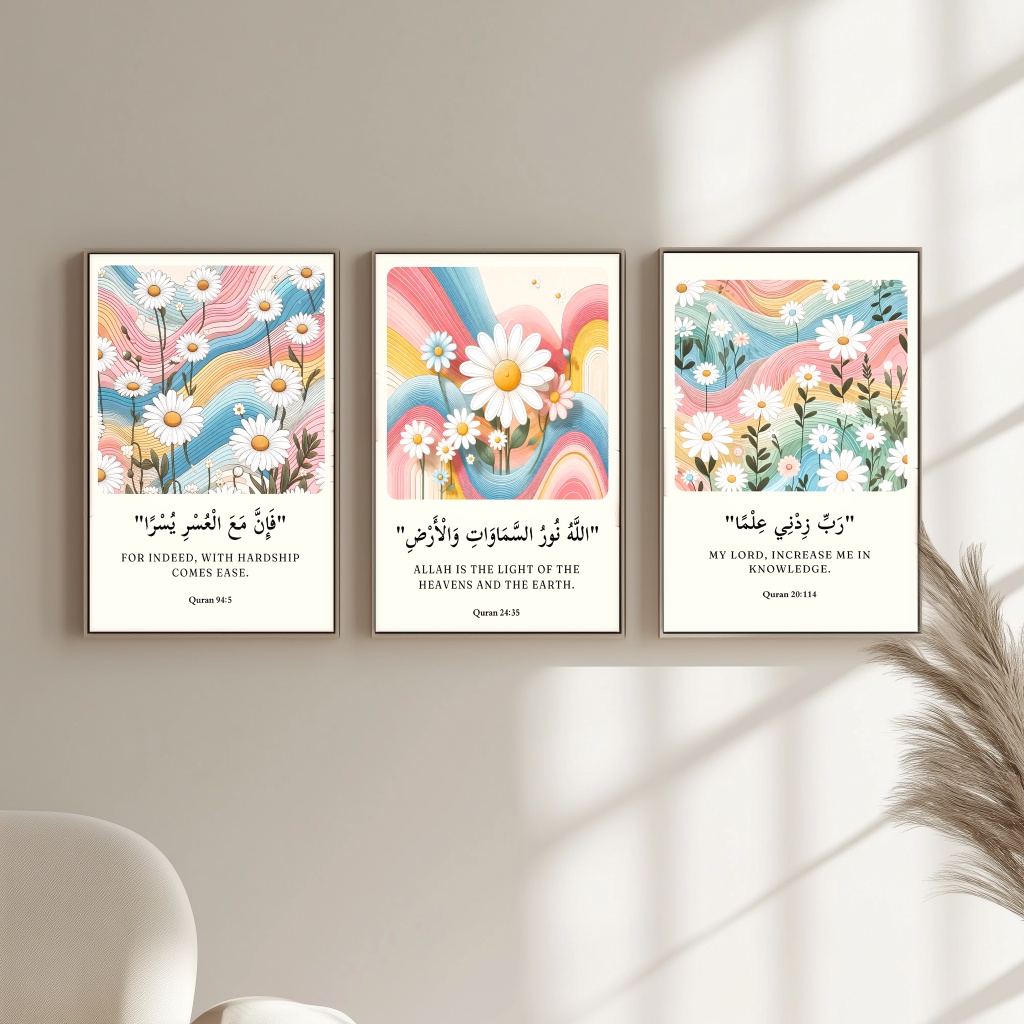 "فَإِنَّ مَعَ الْعُسْرِ يُسْرًا"
FOR INDEED, WITH HARDSHIP
COMES EASE.
Quran 94:5
"اللَّهُ نُورُ السَّمَاوَاتِ وَالْأَرْضِ"
ALLAH IS THE LIGHT OF THE
HEAVENS AND THE EARTH.
Quran 24:35
"رَبِّ زِدْنِي عِلْمًا"
MY LORD, INCREASE ME IN
KNOWLEDGE.
Quran 20:114